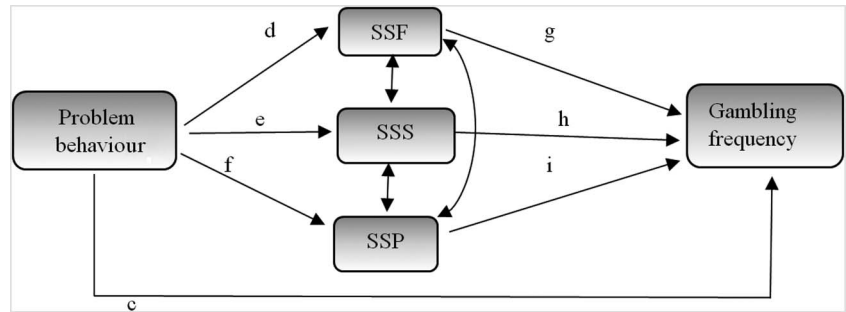 d
SSF
g
Problem
behaviour
e
SSS
h
Gambling
frequency
f
i
SSP
c